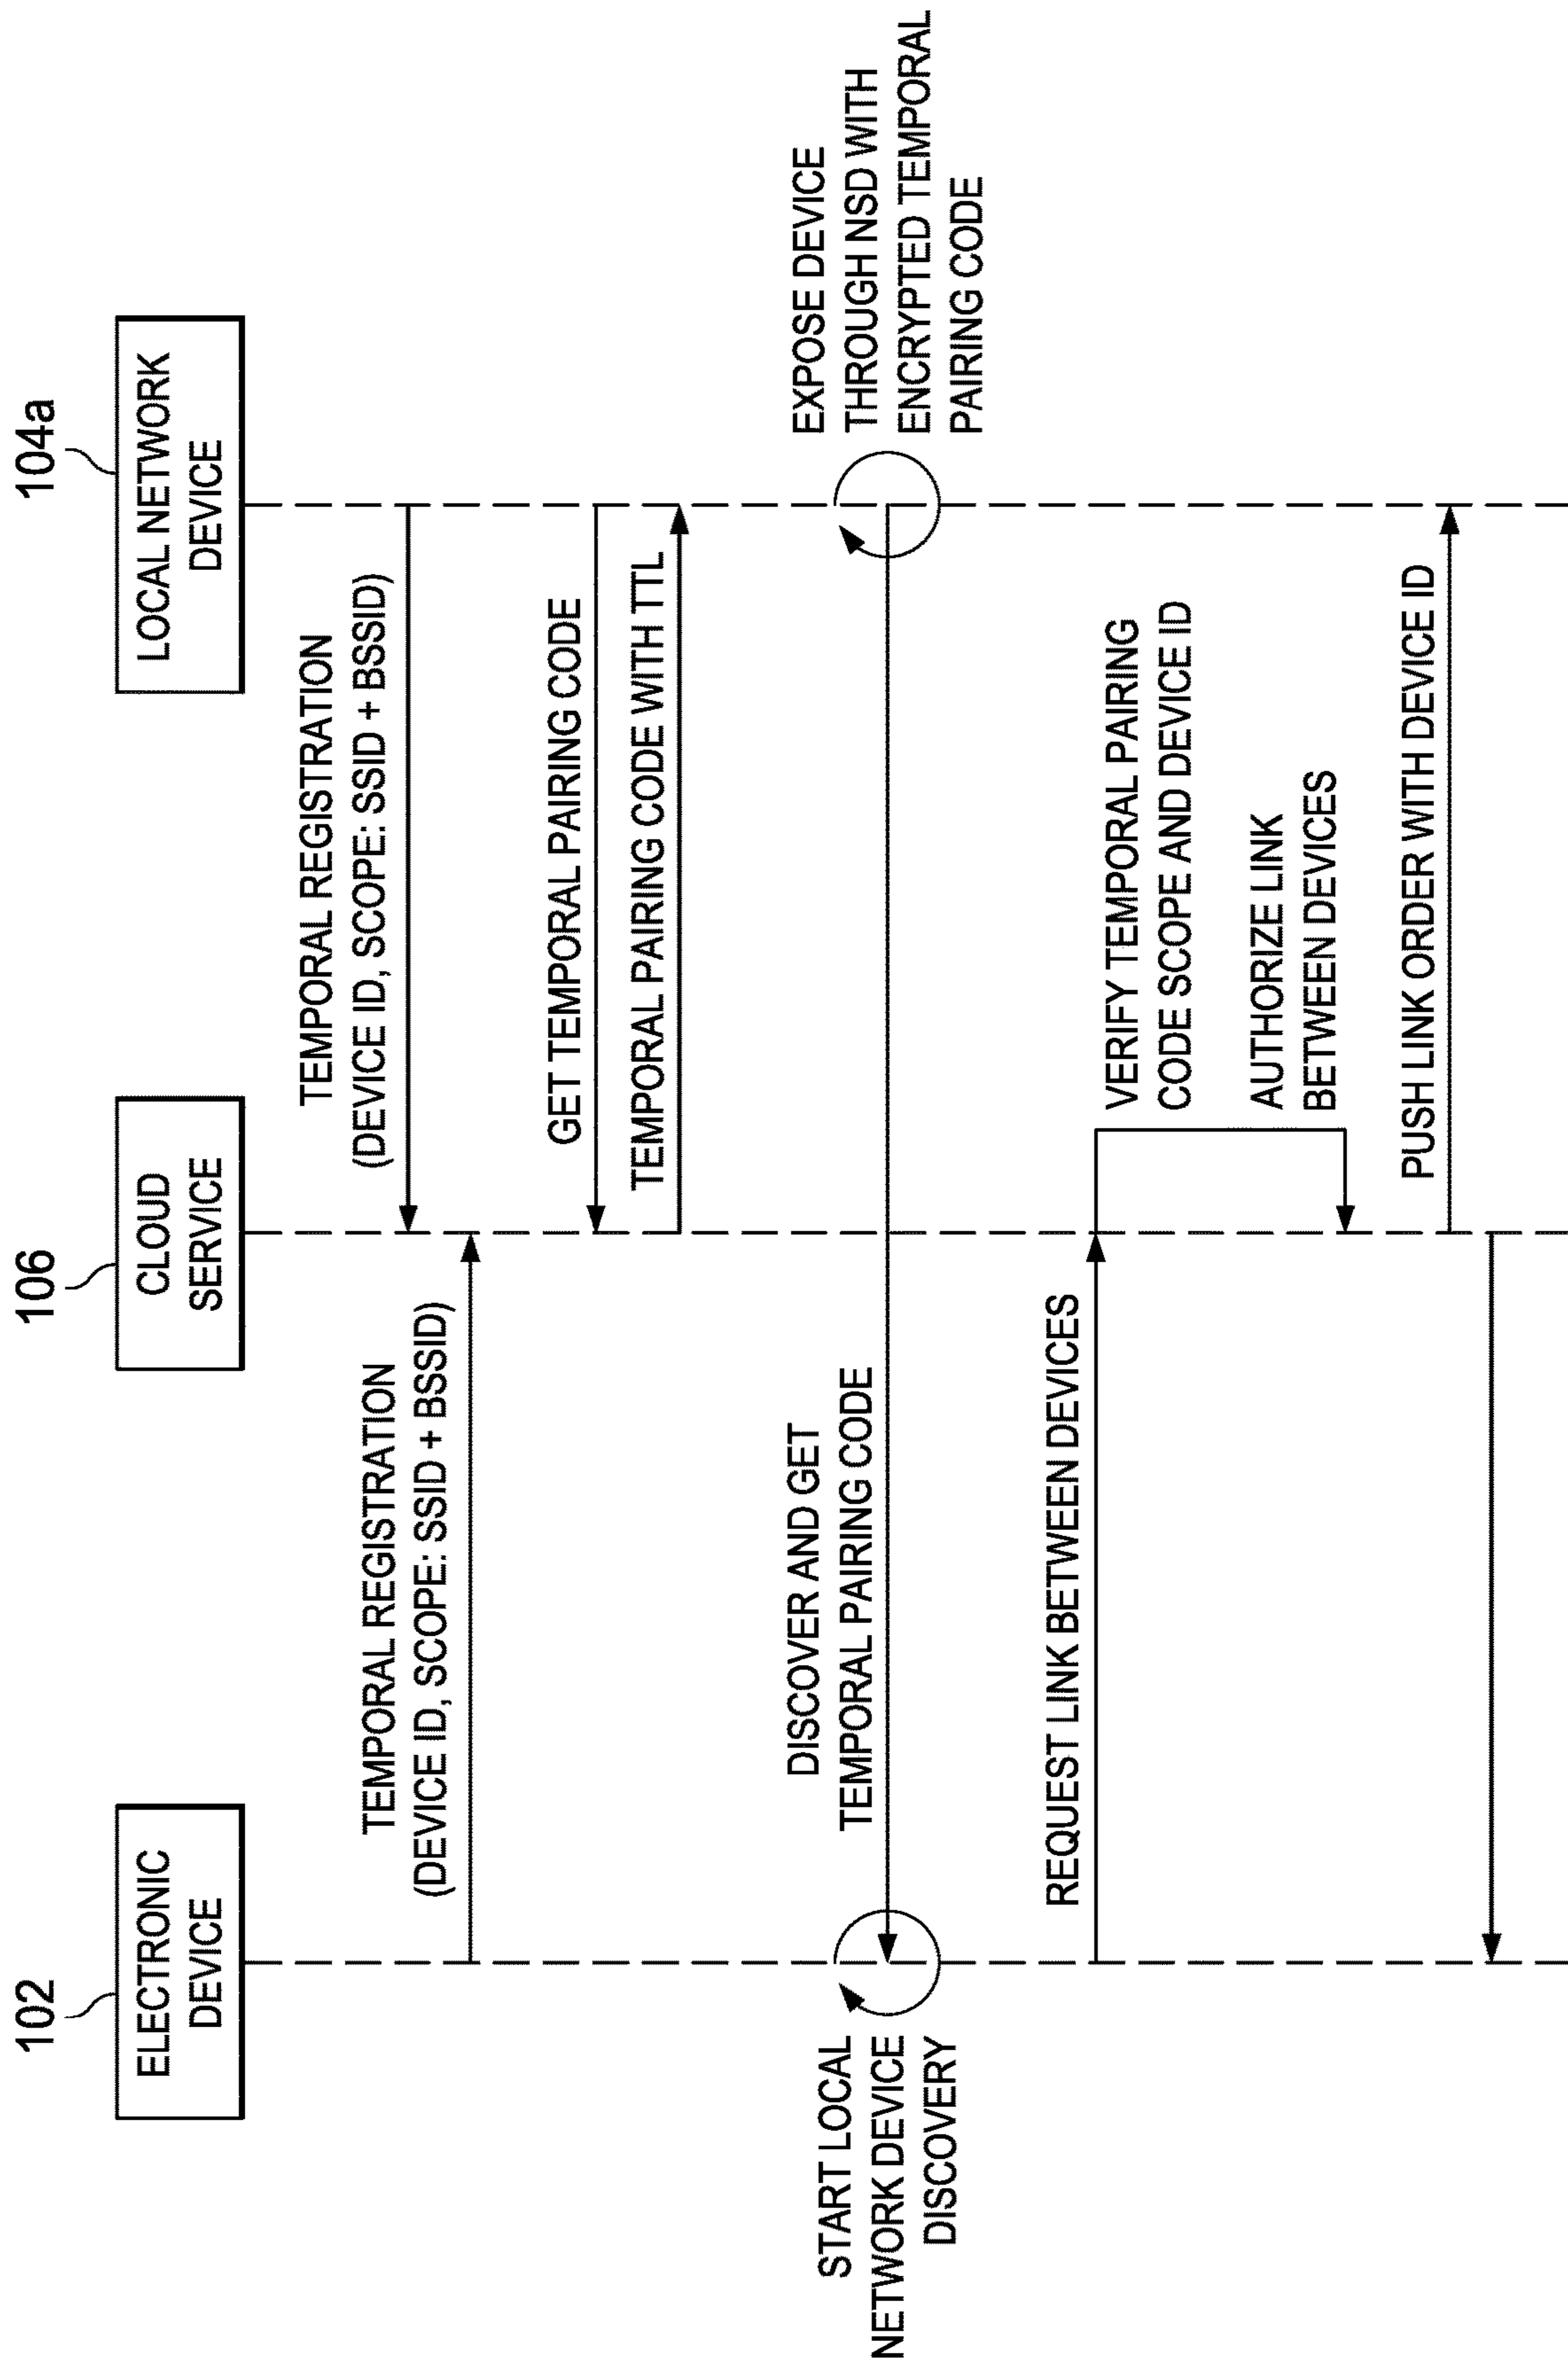 102
ELECTRONIC
DEVICE
106
CLOUD
SERVICE
104a
LOCAL NETWORK
DEVICE
TEMPORAL REGISTRATION
(DEVICE ID, SCOPE: SSID + BSSID)
TEMPORAL REGISTRATION
(DEVICE ID, SCOPE: SSID + BSSID)
GET TEMPORAL PAIRING CODE
TEMPORAL PAIRING CODE WITH TTL
START LOCAL
NETWORK DEVICE
DISCOVERY
DISCOVER AND GET
TEMPORAL PAIRING CODE
EXPOSE DEVICE
THROUGH NSD WITH
ENCRYPTED TEMPORAL
PAIRING CODE
REQUEST LINK BETWEEN DEVICES
VERIFY TEMPORAL PAIRING
CODE SCOPE AND DEVICE ID
AUTHORIZE LINK
BETWEEN DEVICES
PUSH LINK ORDER WITH DEVICE ID